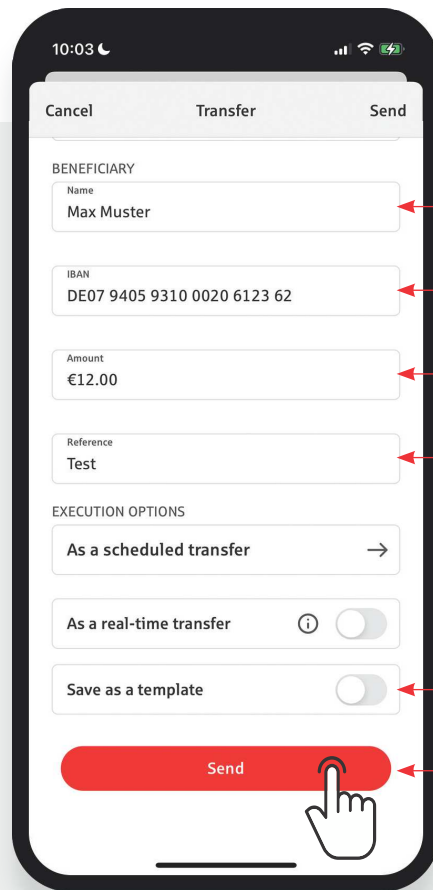 10:03
Cancel Transfer Send
BENEFICIARY
Name
Max Muster
IBAN
DE07 9405 9310 0020 6123 62
Amount
€12.00
Reference
Test
EXECUTION OPTIONS
As a scheduled transfer
As a real-time transfer
Save as a template
Send